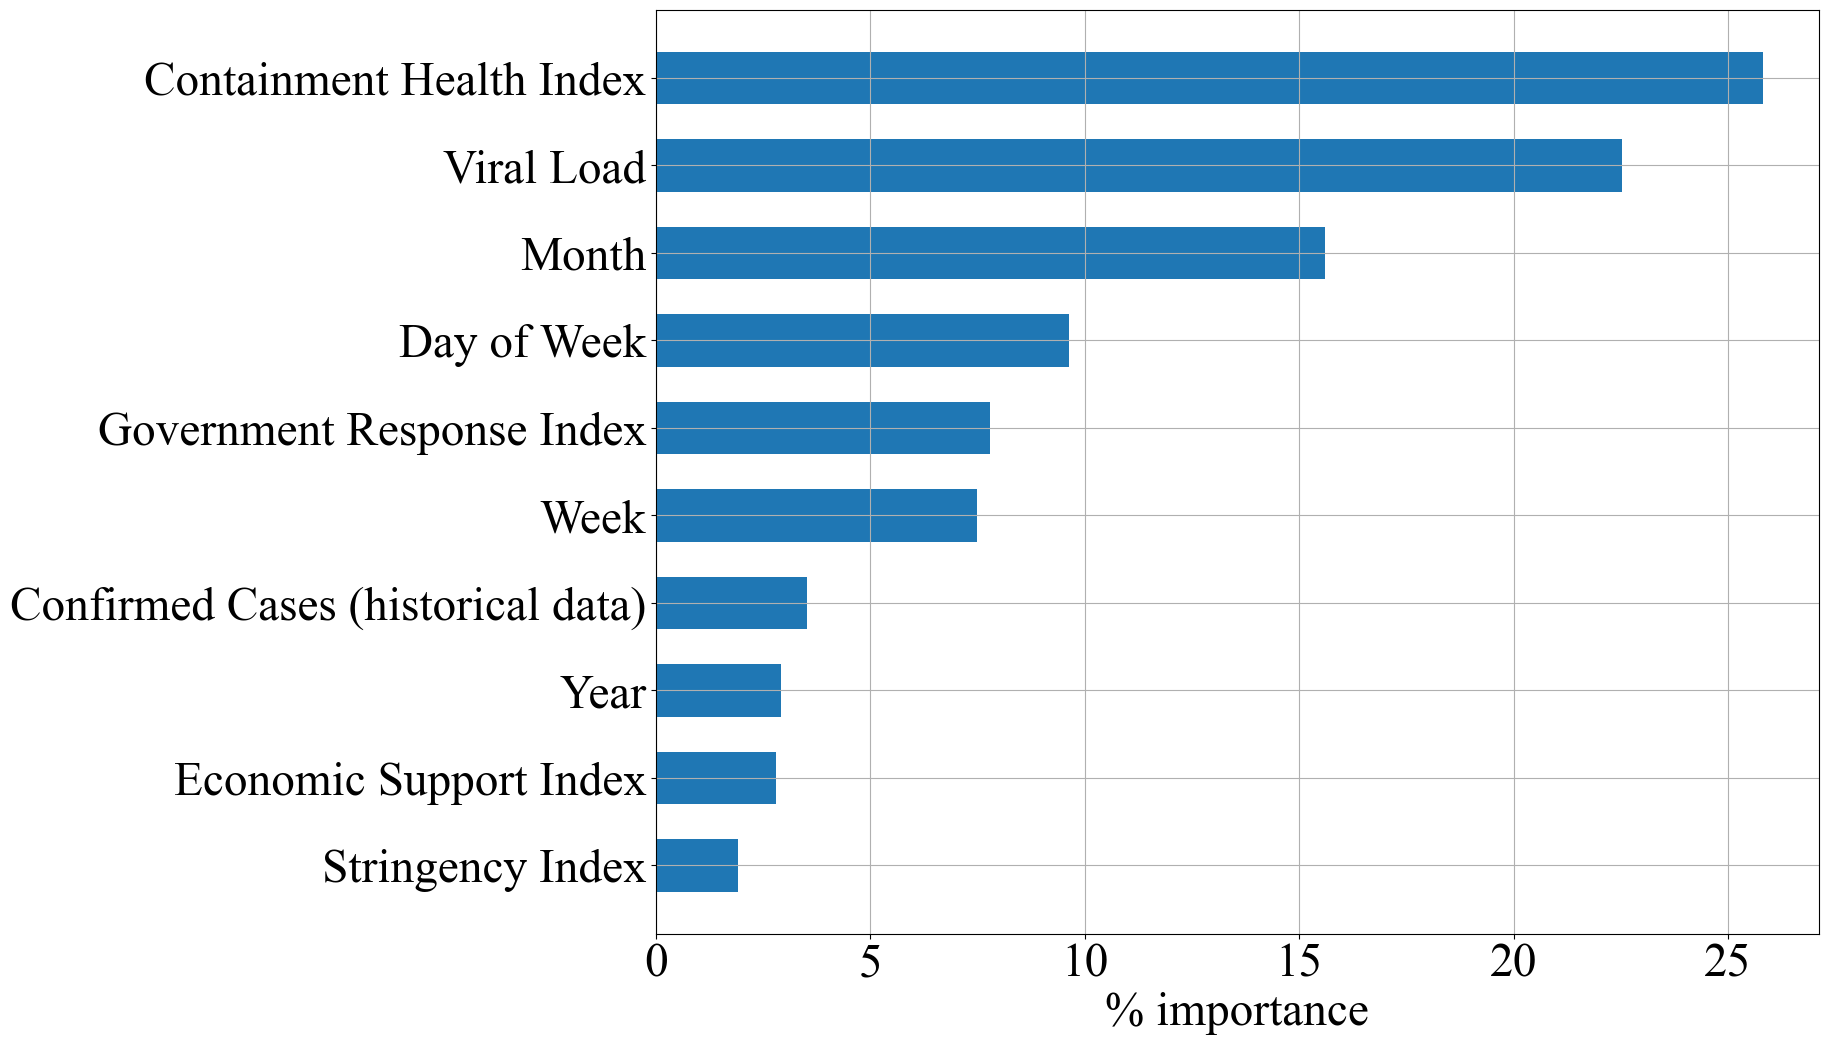 Containment Health Index
Viral Load
Month
Day of Week
Government Response Index
Week
Confirmed Cases (historical data)
Year
Economic Support Index
Stringency Index
0 5 10 15 20 25
% importance